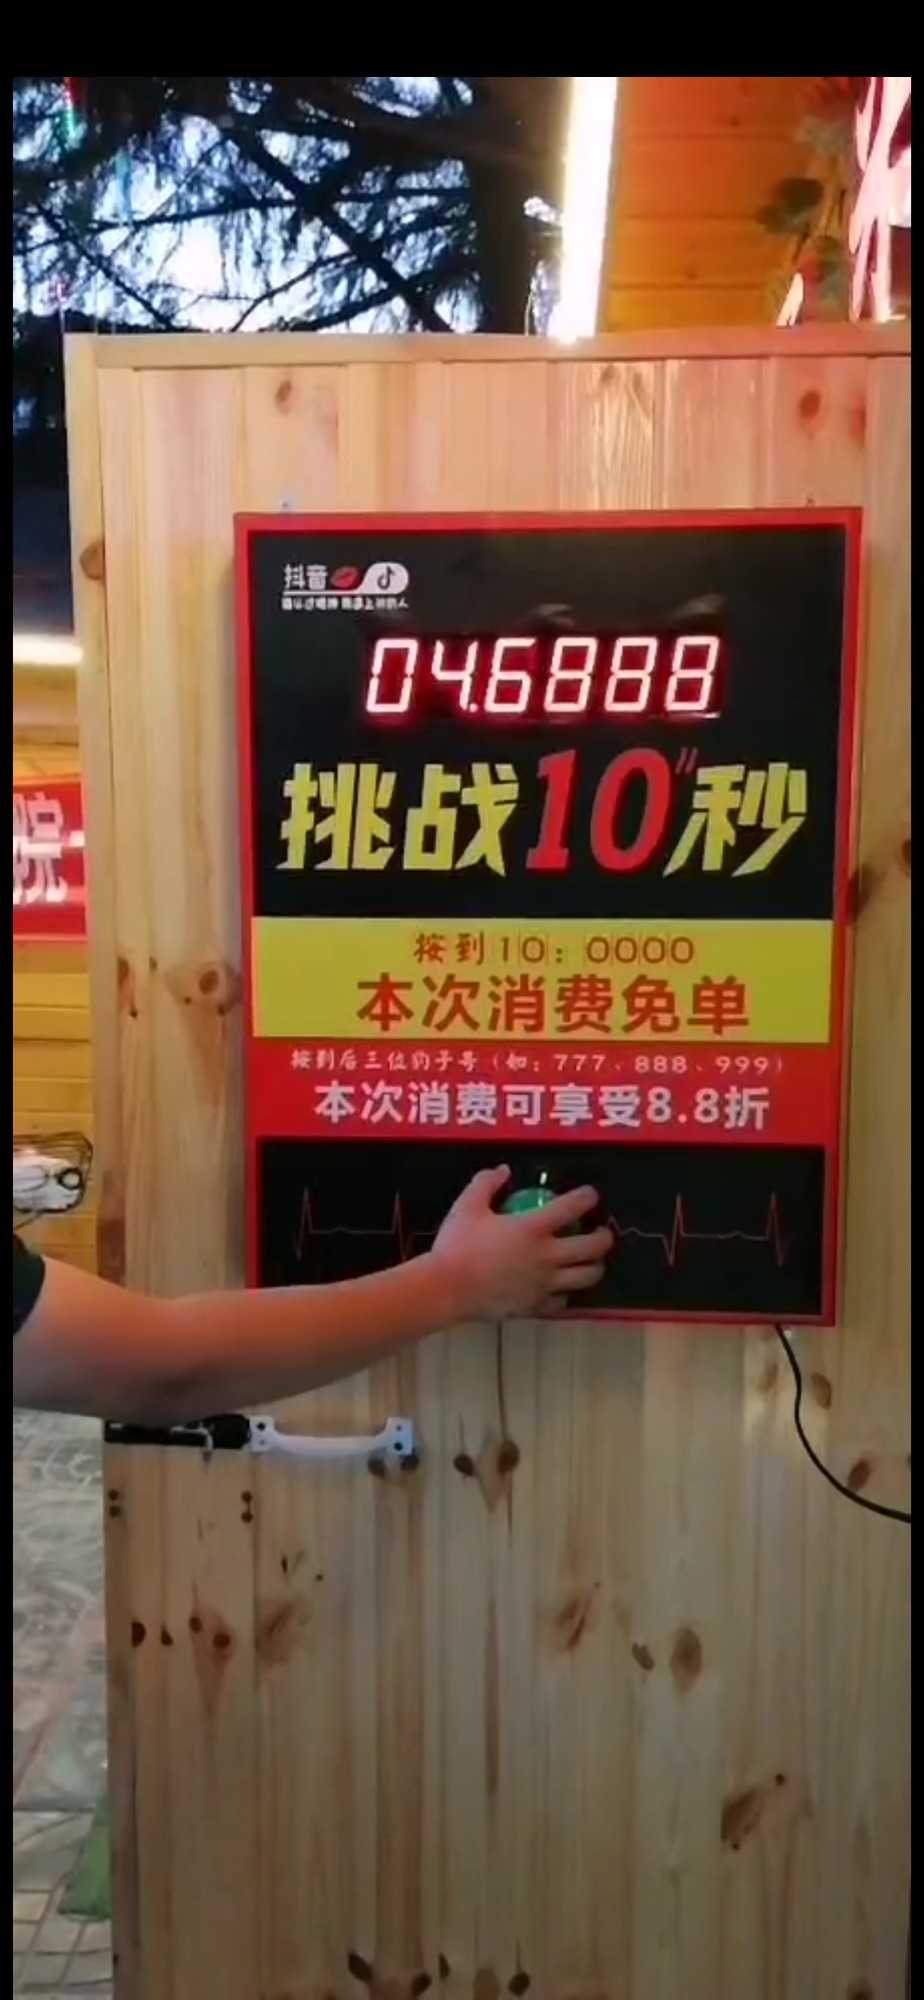 抖音
04.6888
挑战10"秒
按到10：0000
本次消费免单
按到后三位豹子号（如：777、888、999）
本次消费可享受8.8折
院